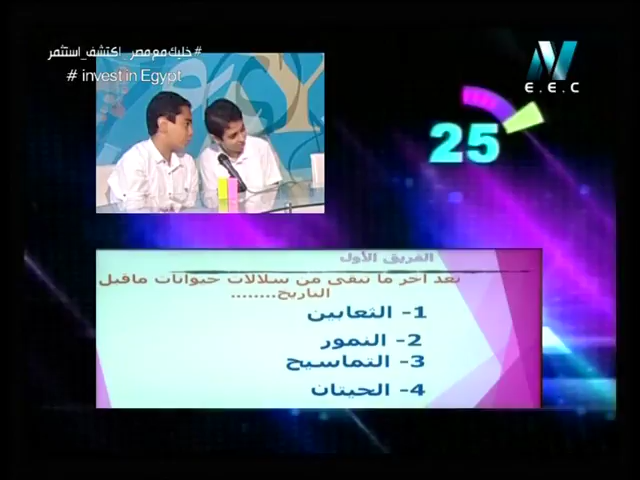 #خليك_مع_مصر_اكتشف_استثمر
# invest in Egypt
E.E.C
25
الفريق الأول
تعد آخر ما تبقى من سلالات حيوانات ماقبل
التاريخ........
1- الثعابين
2- النمور
3- التماسيح
4- الحيتان